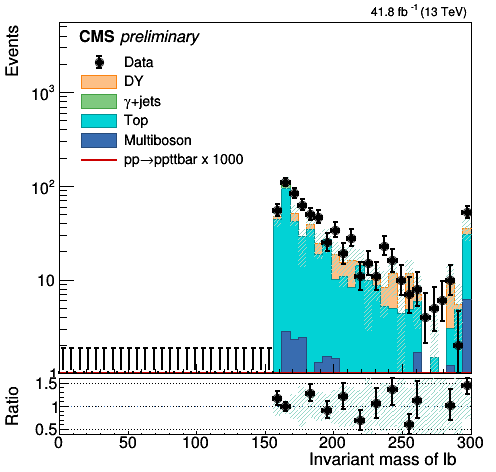 41.8 fb⁻¹ (13 TeV)
CMS preliminary
Data
DY
γ+jets
Top
Multiboson
pp→ppttbar x 1000
Events
10³
10²
10
1
Ratio
1.5
1
0.5
0 50 100 150 200 250 300
Invariant mass of lb